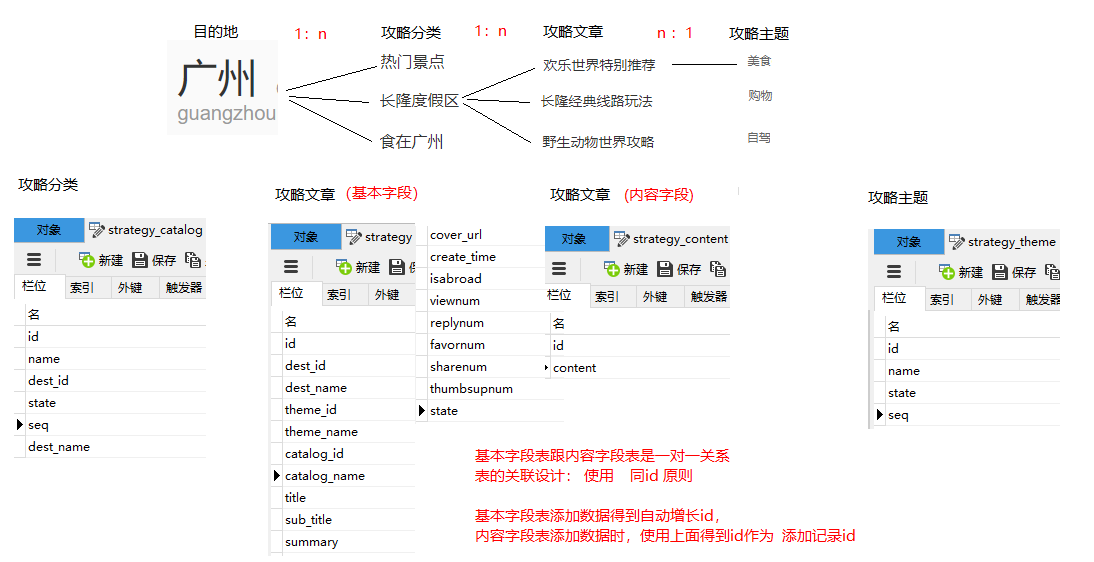 目的地
1：n
攻略分类
1：n
攻略文章
n：1
攻略主题
广州
guangzhou
热门景点
长隆度假区
食在广州
欢乐世界特别推荐
长隆经典线路玩法
野生动物世界攻略
美食
购物
自驾
攻略分类
对象
strategy_catalog
新建
保存
栏位
索引
外键
触发器
名
id
name
dest_id
state
seq
dest_name
攻略文章（基本字段）
对象
strategy
新建
栏位
索引
外键
名
id
dest_id
dest_name
theme_id
theme_name
catalog_id
catalog_name
title
sub_title
summary
cover_url
create_time
isabroad
viewnum
replynum
favornum
sharenum
thumbsupnum
state
攻略文章 （内容字段)
对象
strategy_content
新建
保存
栏位
索引
外键
触发器
名
id
content
攻略主题
对象
strategy_theme
新建
保存
栏位
索引
外键
触发器
名
id
name
state
seq
基本字段表跟内容字段表是一对一关系
表的关联设计： 使用 同id 原则
基本字段表添加数据得到自动增长id，
内容字段表添加数据时，使用上面得到id作为 添加记录id